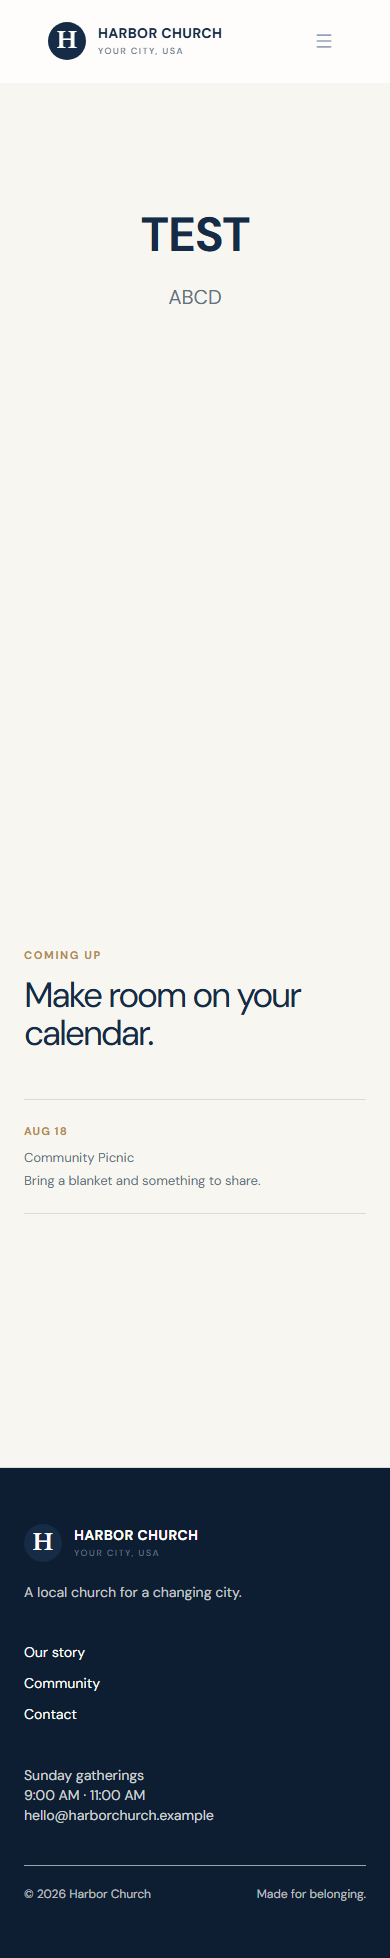 H HARBOR CHURCH
YOUR CITY, USA
TEST
ABCD
COMING UP
Make room on your
calendar.
AUG 18
Community Picnic
Bring a blanket and something to share.
H HARBOR CHURCH
YOUR CITY, USA
A local church for a changing city.
Our story
Community
Contact
Sunday gatherings
9:00 AM · 11:00 AM
hello@harborchurch.example
© 2026 Harbor Church Made for belonging.